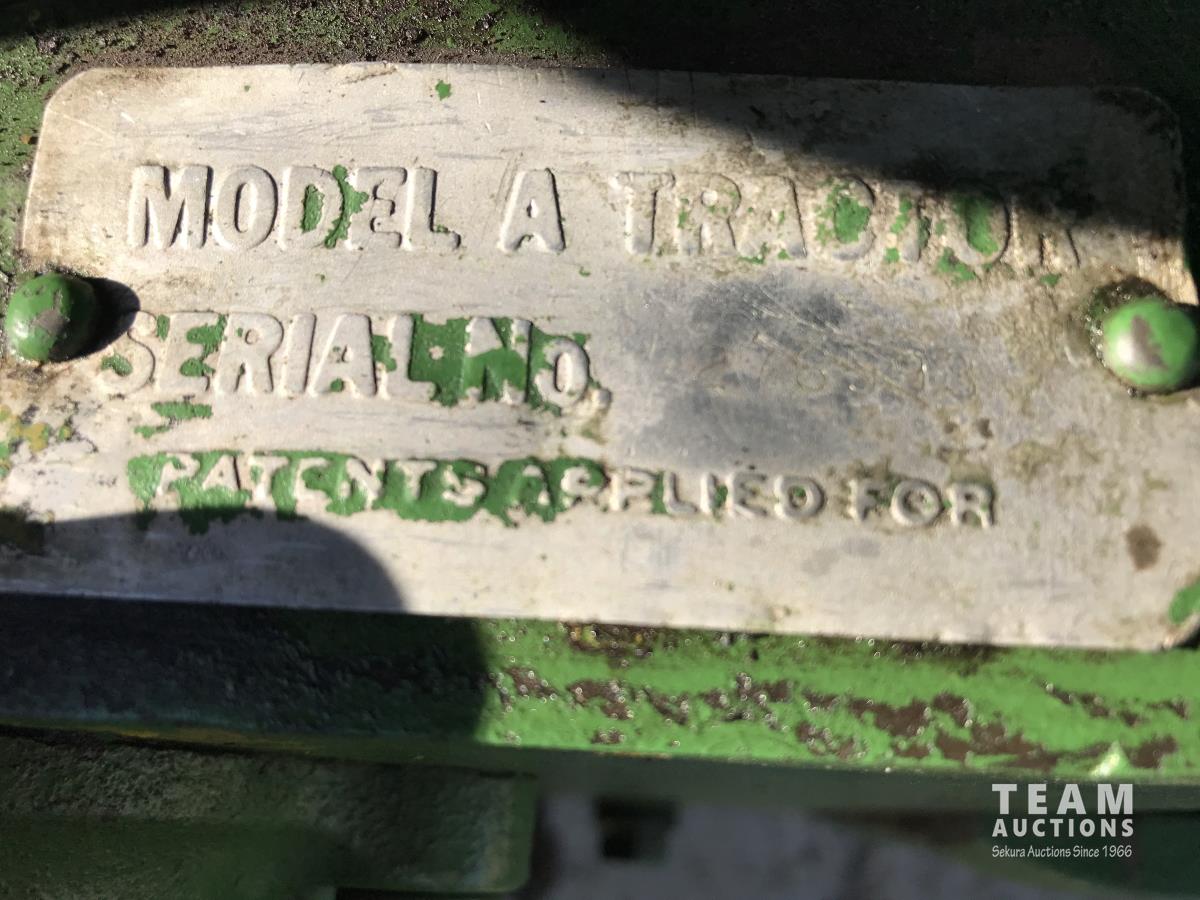 MODEL A TRACTOR
SERIAL NO.
PATENTS APPLIED FOR
TEAM
AUCTIONS
Sekura Auctions Since 1966